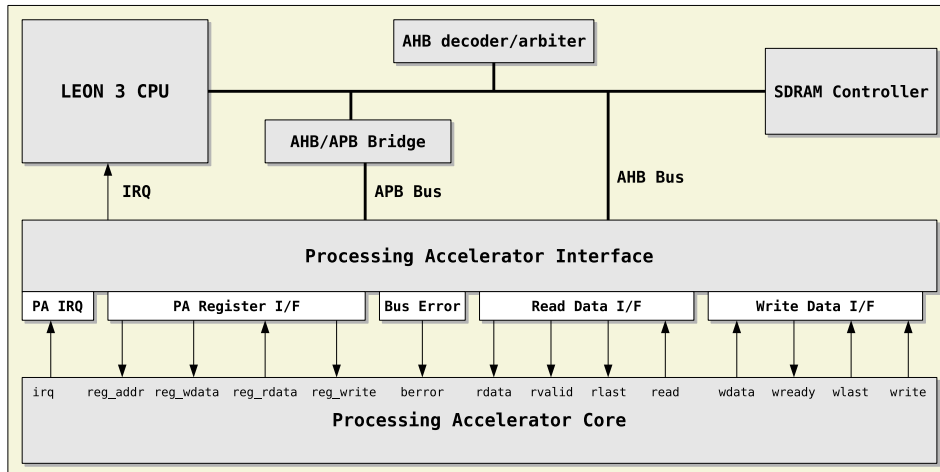 AHB decoder/arbiter
LEON 3 CPU
SDRAM Controller
AHB/APB Bridge
IRQ
APB Bus
AHB Bus
Processing Accelerator Interface
PA IRQ
PA Register I/F
Bus Error
Read Data I/F
Write Data I/F
irq
reg_addr
reg_wdata
reg_rdata
reg_write
berror
rdata
rvalid
rlast
read
wdata
wready
wlast
write
Processing Accelerator Core